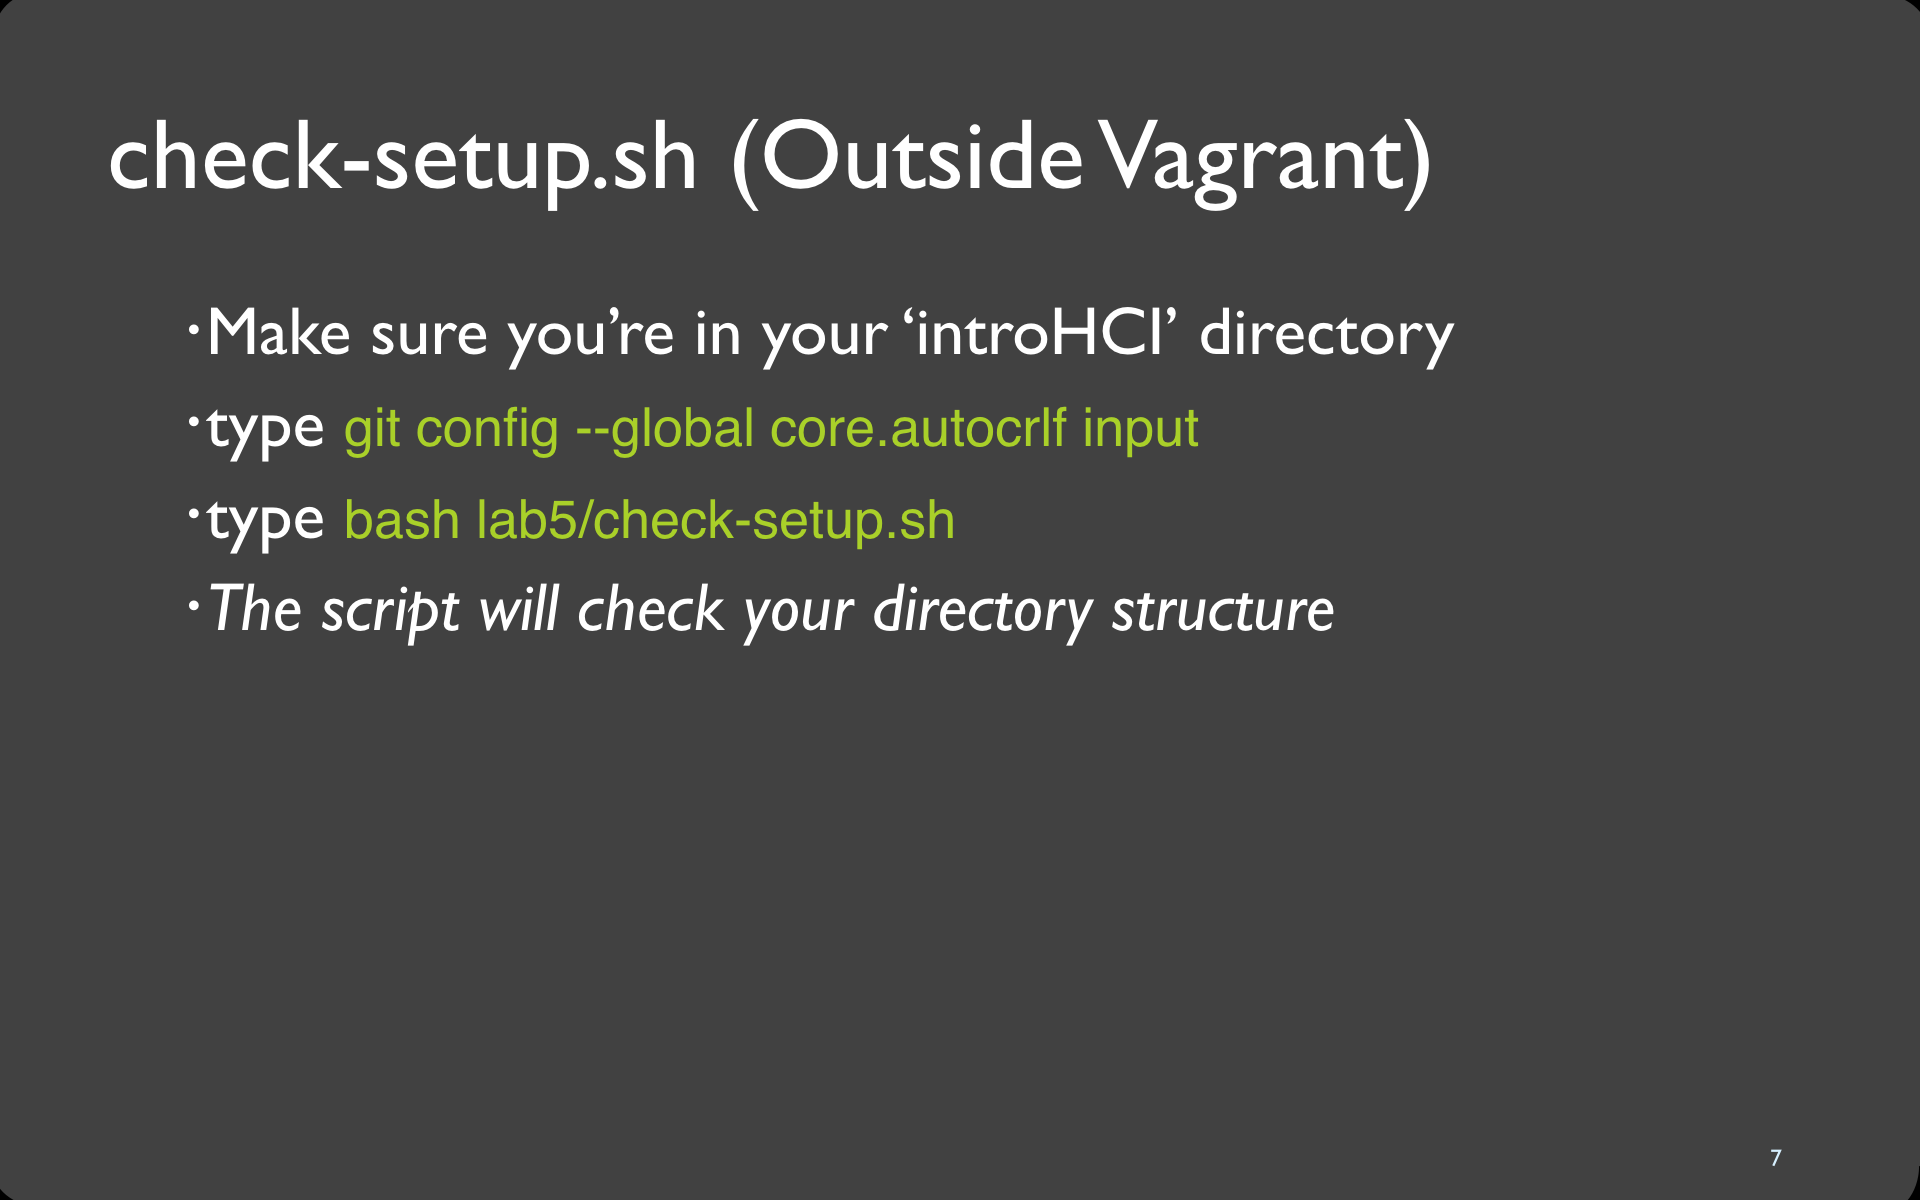 check-setup.sh (Outside Vagrant)
•Make sure you’re in your ‘introHCI’ directory
•type git config --global core.autocrlf input
•type bash lab5/check-setup.sh
•The script will check your directory structure
7